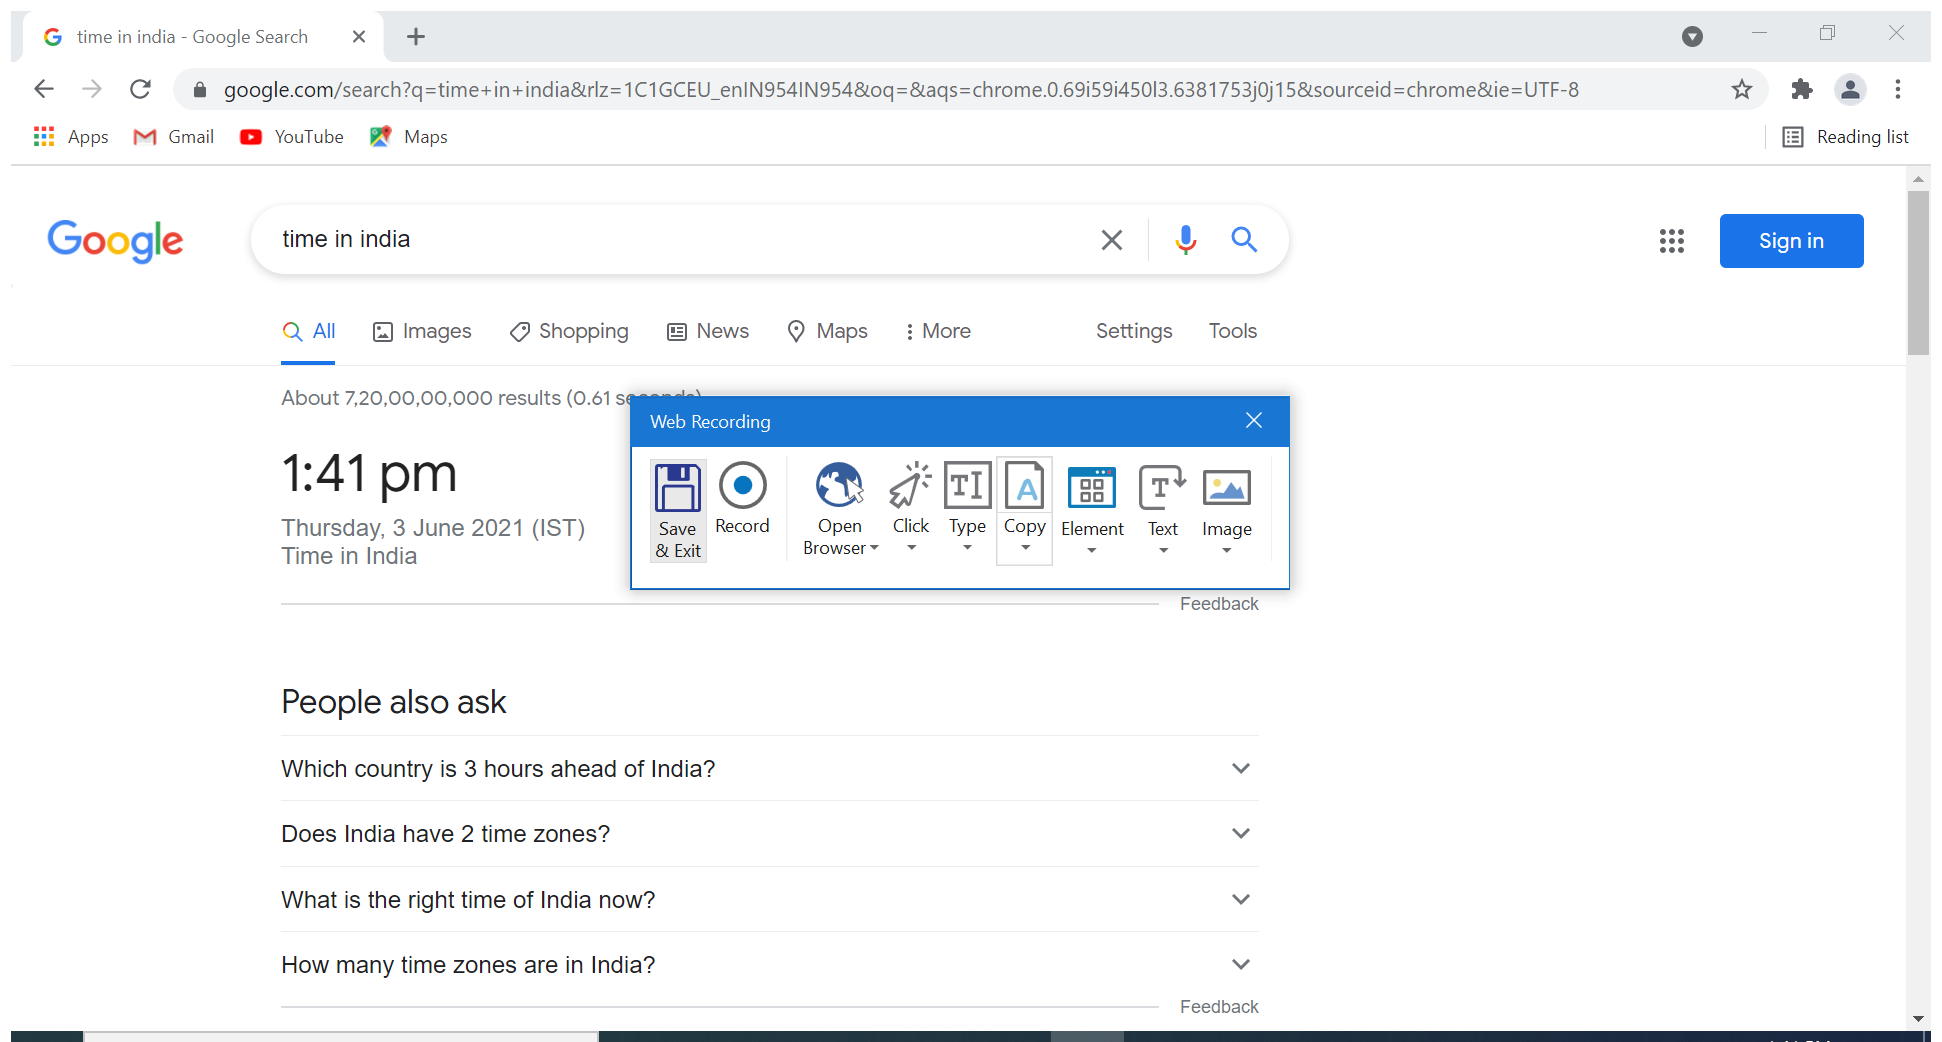 time in india - Google Search
google.com/search?q=time+in+india&rlz=1C1GCEU_enIN954IN954&oq=&aqs=chrome.0.69i59i450l3.6381753j0j15&sourceid=chrome&ie=UTF-8
Apps Gmail YouTube Maps Reading list
Google time in india Sign in
All Images Shopping News Maps More Settings Tools
About 7,20,00,00,000 results (0.61 seconds)
Web Recording
Save & Exit
Record
Open Browser
Click
Type
Copy
Element
Text
Image
1:41 pm
Thursday, 3 June 2021 (IST)
Time in India
Feedback
People also ask
Which country is 3 hours ahead of India?
Does India have 2 time zones?
What is the right time of India now?
How many time zones are in India?
Feedback